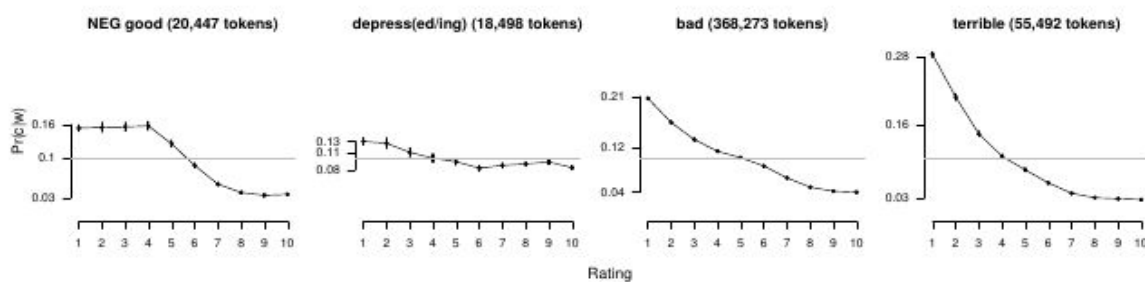 NEG good (20,447 tokens)
depress(ed/ing) (18,498 tokens)
bad (368,273 tokens)
terrible (55,492 tokens)
Pr(c|w)
0.16
0.1
0.03
1 2 3 4 5 6 7 8 9 10
0.13
0.11
0.08
1 2 3 4 5 6 7 8 9 10
0.21
0.12
0.04
1 2 3 4 5 6 7 8 9 10
0.28
0.16
0.03
1 2 3 4 5 6 7 8 9 10
Rating